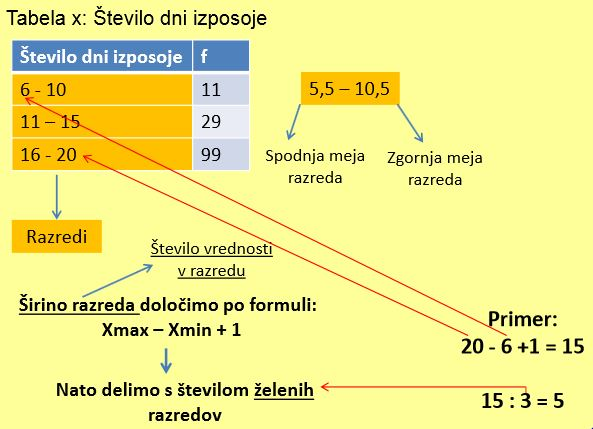 Tabela x: Število dni izposoje
Število dni izposoje f
6 - 10 11
11 – 15 29
16 - 20 99
5,5 – 10,5
Spodnja meja
razreda
Zgornja meja
razreda
Razredi
Število vrednosti
v razredu
Širino razreda določimo po formuli:
Xmax – Xmin + 1
Nato delimo s številom želenih
razredov
Primer:
20 - 6 +1 = 15
15 : 3 = 5